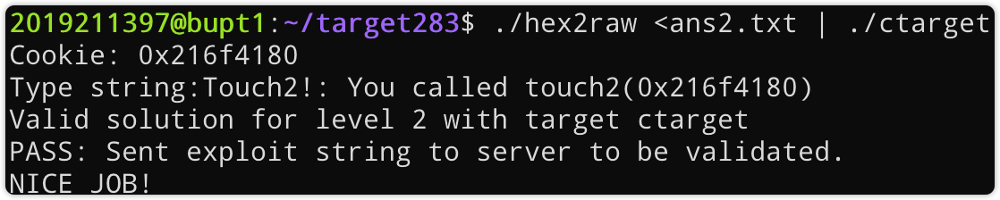 2019211397@bupt1:~/target283$ ./hex2raw <ans2.txt | ./ctarget
Cookie: 0x216f4180
Type string:Touch2!: You called touch2(0x216f4180)
Valid solution for level 2 with target ctarget
PASS: Sent exploit string to server to be validated.
NICE JOB!